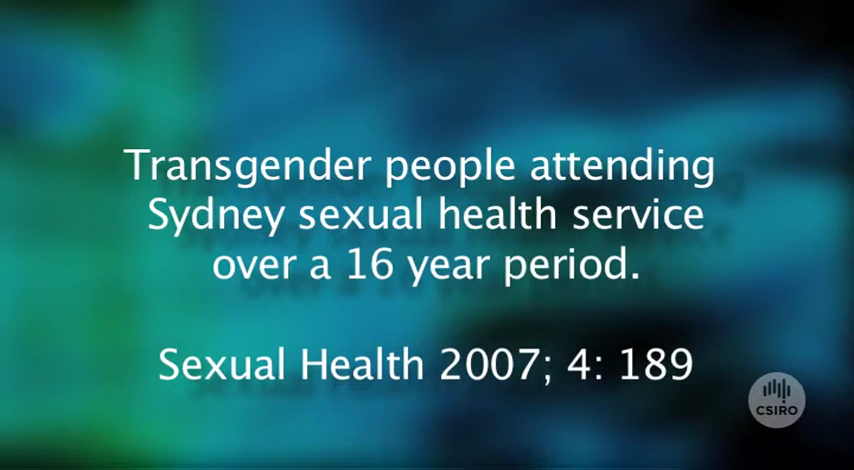 Transgender people attending
Sydney sexual health service
over a 16 year period.
Sexual Health 2007; 4: 189
CSIRO